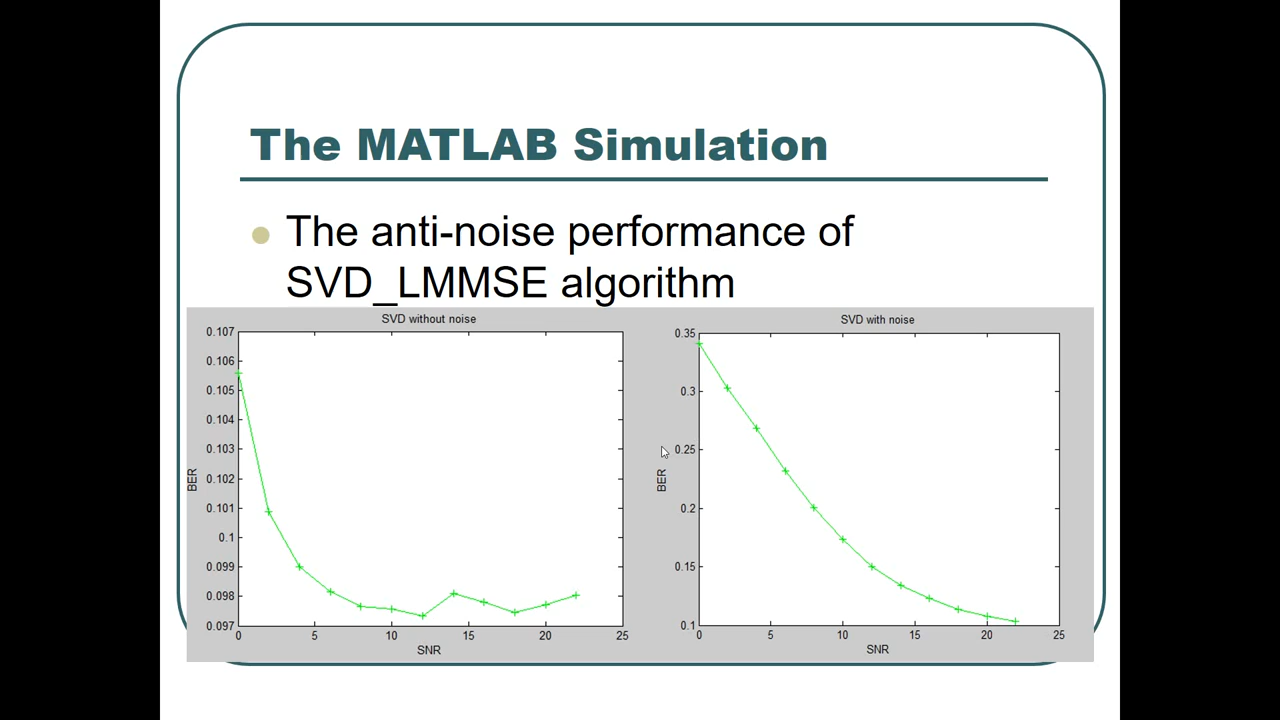 The MATLAB Simulation
The anti-noise performance of
SVD_LMMSE algorithm
SVD without noise
0.107
0.106
0.105
0.104
0.103
0.102
0.101
0.1
0.099
0.098
0.097
BER
0 5 10 15 20 25
SNR
SVD with noise
0.35
0.3
0.25
0.2
0.15
0.1
BER
0 5 10 15 20 25
SNR